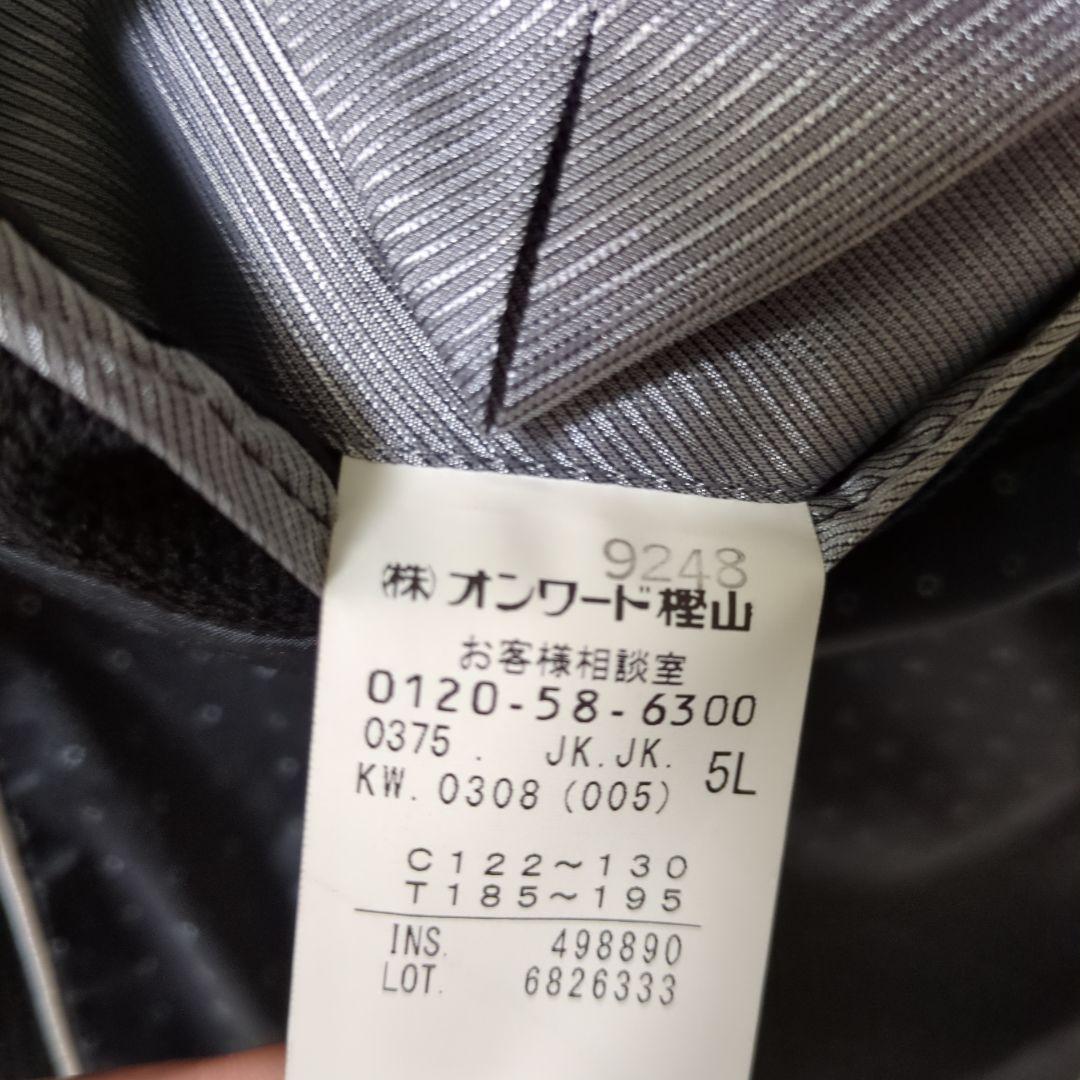 9248
(株)オンワード樫山
お客様相談室
0120-58-6300
0375 . JK.JK. 5L
KW. 0308 (005)
C122～130
T185～195
INS. 498890
LOT. 6826333